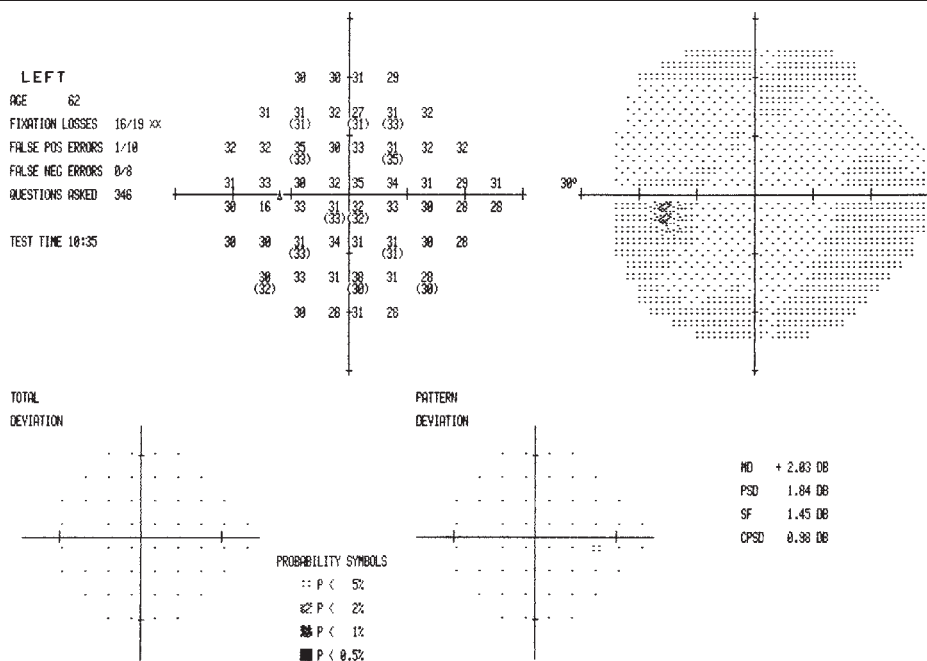 LEFT
AGE 62
FIXATION LOSSES 16/19 XX
FALSE POS ERRORS 1/10
FALSE NEG ERRORS 0/8
QUESTIONS ASKED 346
TEST TIME 10:35
30 30 31 29
31 31 32 27 31 32
(31) (31) (33)
32 32 35 30 33 31 32 32
(33) (35)
31 33 30 32 35 34 31 29 31
30°
30 16 33 31 32 33 30 28 28
(33) (32)
30 30 31 34 31 31 30 28
(33) (31)
30 33 31 38 31 28
(32) (30) (30)
30 28 31 28
TOTAL
DEVIATION
PATTERN
DEVIATION
MD + 2.03 DB
PSD 1.84 DB
SF 1.45 DB
CPSD 0.98 DB
PROBABILITY SYMBOLS
P < 5%
P < 2%
P < 1%
P < 0.5%